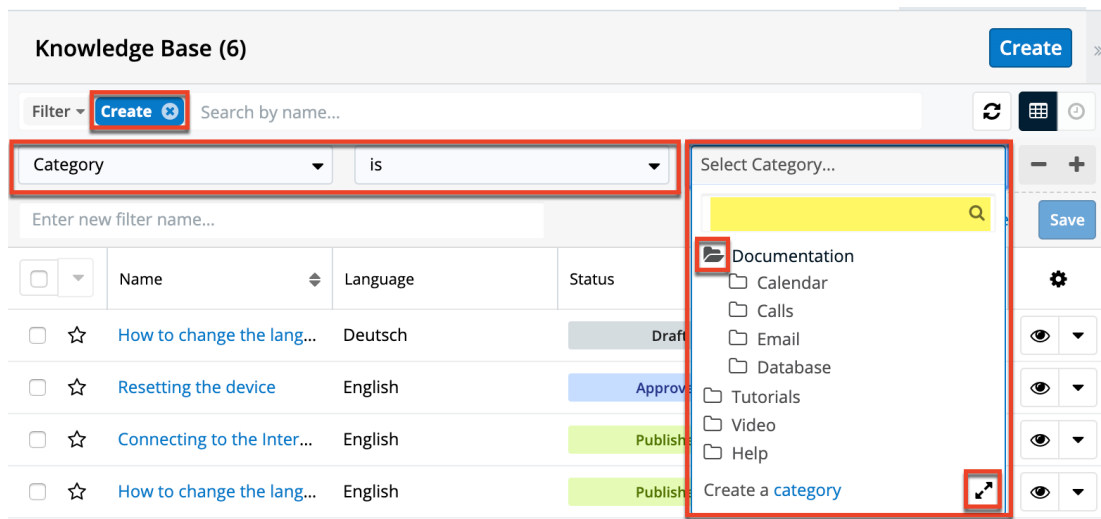 Knowledge Base (6)
Create
Filter
Create
Search by name...
Category
is
Select Category...
Enter new filter name...
Save
Name
Language
Status
Documentation
Calendar
Calls
Email
Database
Tutorials
Video
Help
Create a category
How to change the lang...
Deutsch
Draft
Resetting the device
English
Approve
Connecting to the Inter...
English
Publishe
How to change the lang...
English
Publishe